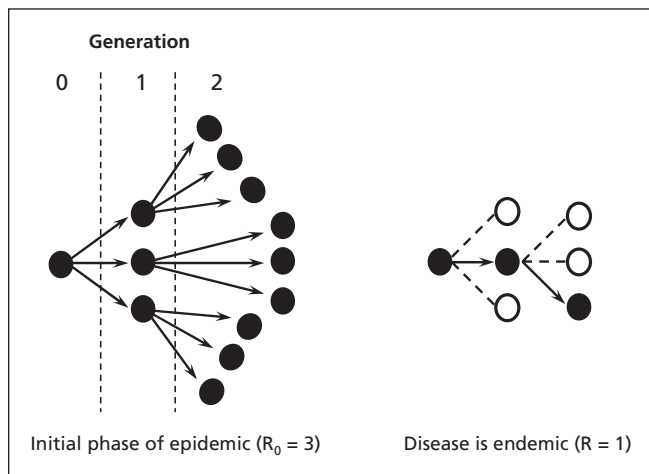 Generation
0 1 2
Initial phase of epidemic (R₀ = 3)
Disease is endemic (R = 1)